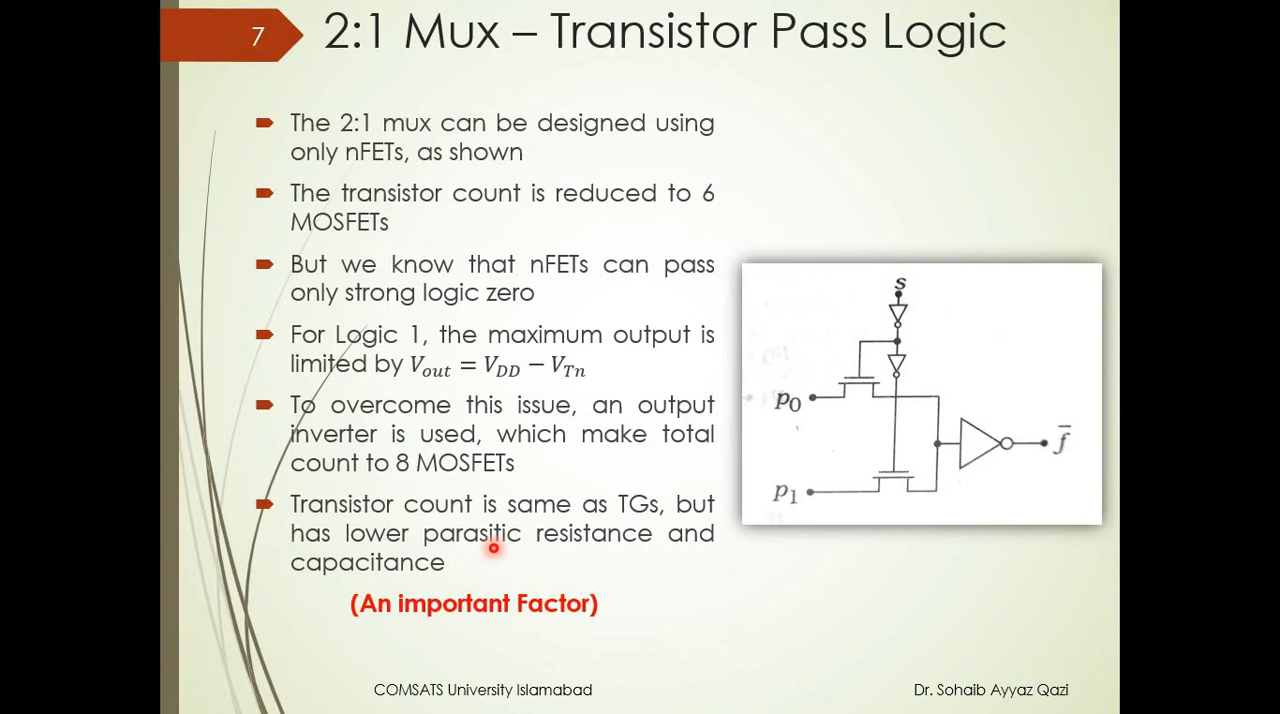 7
2:1 Mux – Transistor Pass Logic
The 2:1 mux can be designed using
only nFETs, as shown
The transistor count is reduced to 6
MOSFETs
But we know that nFETs can pass
only strong logic zero
For Logic 1, the maximum output is
limited by V_out = V_DD − V_Tn
To overcome this issue, an output
inverter is used, which make total
count to 8 MOSFETs
Transistor count is same as TGs, but
has lower parasitic resistance and
capacitance
(An important Factor)
s
p₀
p₁
f̅
COMSATS University Islamabad
Dr. Sohaib Ayyaz Qazi